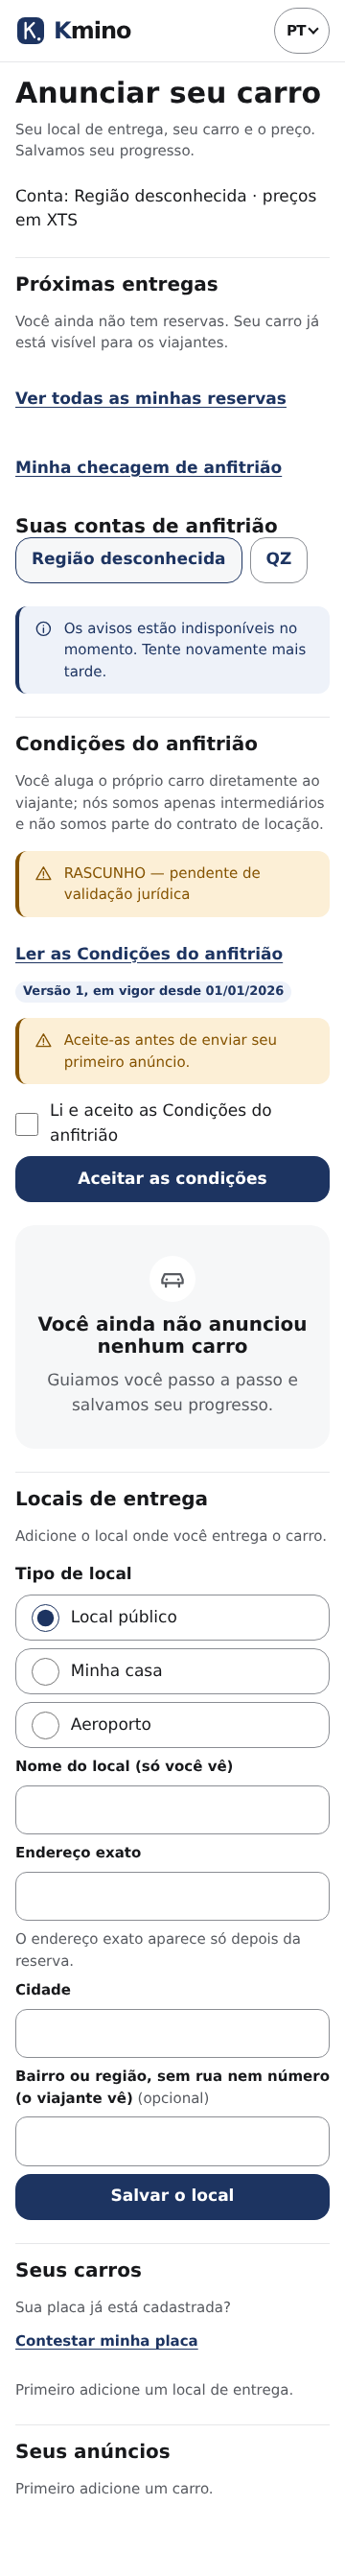 Kmino
PT
Anunciar seu carro
Seu local de entrega, seu carro e o preço.
Salvamos seu progresso.
Conta: Região desconhecida · preços
em XTS
Próximas entregas
Você ainda não tem reservas. Seu carro já
está visível para os viajantes.
Ver todas as minhas reservas
Minha checagem de anfitrião
Suas contas de anfitrião
Região desconhecida
QZ
Os avisos estão indisponíveis no
momento. Tente novamente mais
tarde.
Condições do anfitrião
Você aluga o próprio carro diretamente ao
viajante; nós somos apenas intermediários
e não somos parte do contrato de locação.
RASCUNHO — pendente de
validação jurídica
Ler as Condições do anfitrião
Versão 1, em vigor desde 01/01/2026
Aceite-as antes de enviar seu
primeiro anúncio.
Li e aceito as Condições do
anfitrião
Aceitar as condições
Você ainda não anunciou
nenhum carro
Guiamos você passo a passo e
salvamos seu progresso.
Locais de entrega
Adicione o local onde você entrega o carro.
Tipo de local
Local público
Minha casa
Aeroporto
Nome do local (só você vê)
Endereço exato
O endereço exato aparece só depois da
reserva.
Cidade
Bairro ou região, sem rua nem número
(o viajante vê) (opcional)
Salvar o local
Seus carros
Sua placa já está cadastrada?
Contestar minha placa
Primeiro adicione um local de entrega.
Seus anúncios
Primeiro adicione um carro.